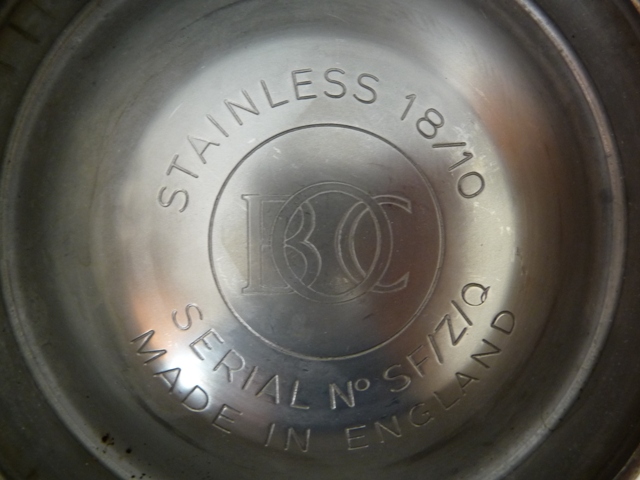 STAINLESS 18/10
BOC
SERIAL Nº SF/Z/Q
MADE IN ENGLAND